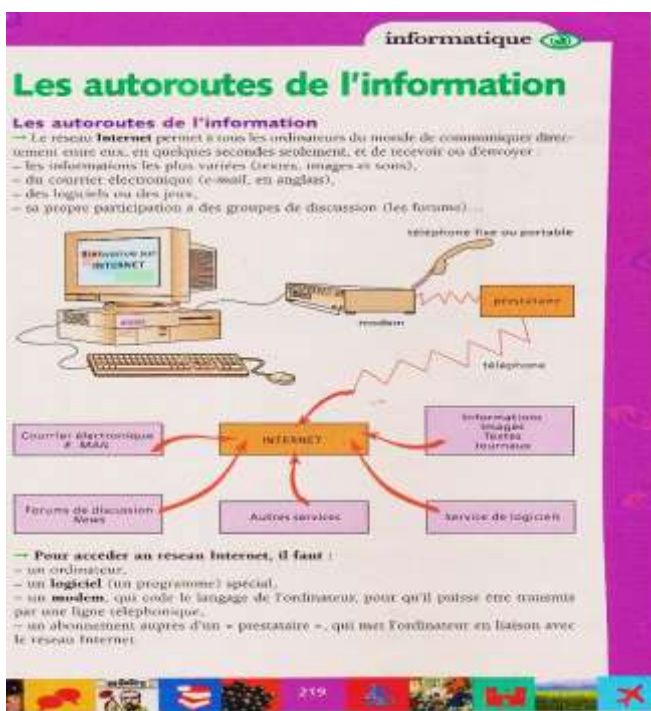 informatique
Les autoroutes de l'information
Les autoroutes de l'information
→ Le réseau Internet permet à tous les ordinateurs du monde de communiquer direc-
tement entre eux, en quelques secondes seulement, et de recevoir ou d'envoyer :
– les informations les plus variées (textes, images et sons),
– du courrier électronique (e-mail, en anglais),
– des logiciels ou des jeux,
– sa propre participation à des groupes de discussion (les forums)...
téléphone fixe ou portable
Bienvenue sur
INTERNET
prestataire
modem
téléphone
Courrier électronique
INTERNET
Informations
Images
Textes
Journaux
Forums de discussion
News
Autres services
Service de logiciels
→ Pour accéder au réseau Internet, il faut :
– un ordinateur,
– un logiciel (un programme) spécial,
– un modem, qui code le langage de l'ordinateur, pour qu'il puisse être transmis
par une ligne téléphonique,
– un abonnement auprès d'un « prestataire », qui met l'ordinateur en liaison avec
le réseau Internet.
219